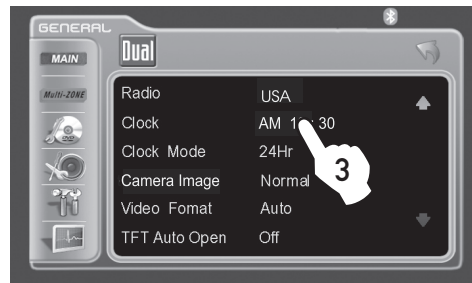 GENERAL
MAIN
Dual
Multi-ZONE
Radio USA
Clock AM : 30
Clock Mode 24Hr
3
Camera Image Normal
Video Fomat Auto
TFT Auto Open Off